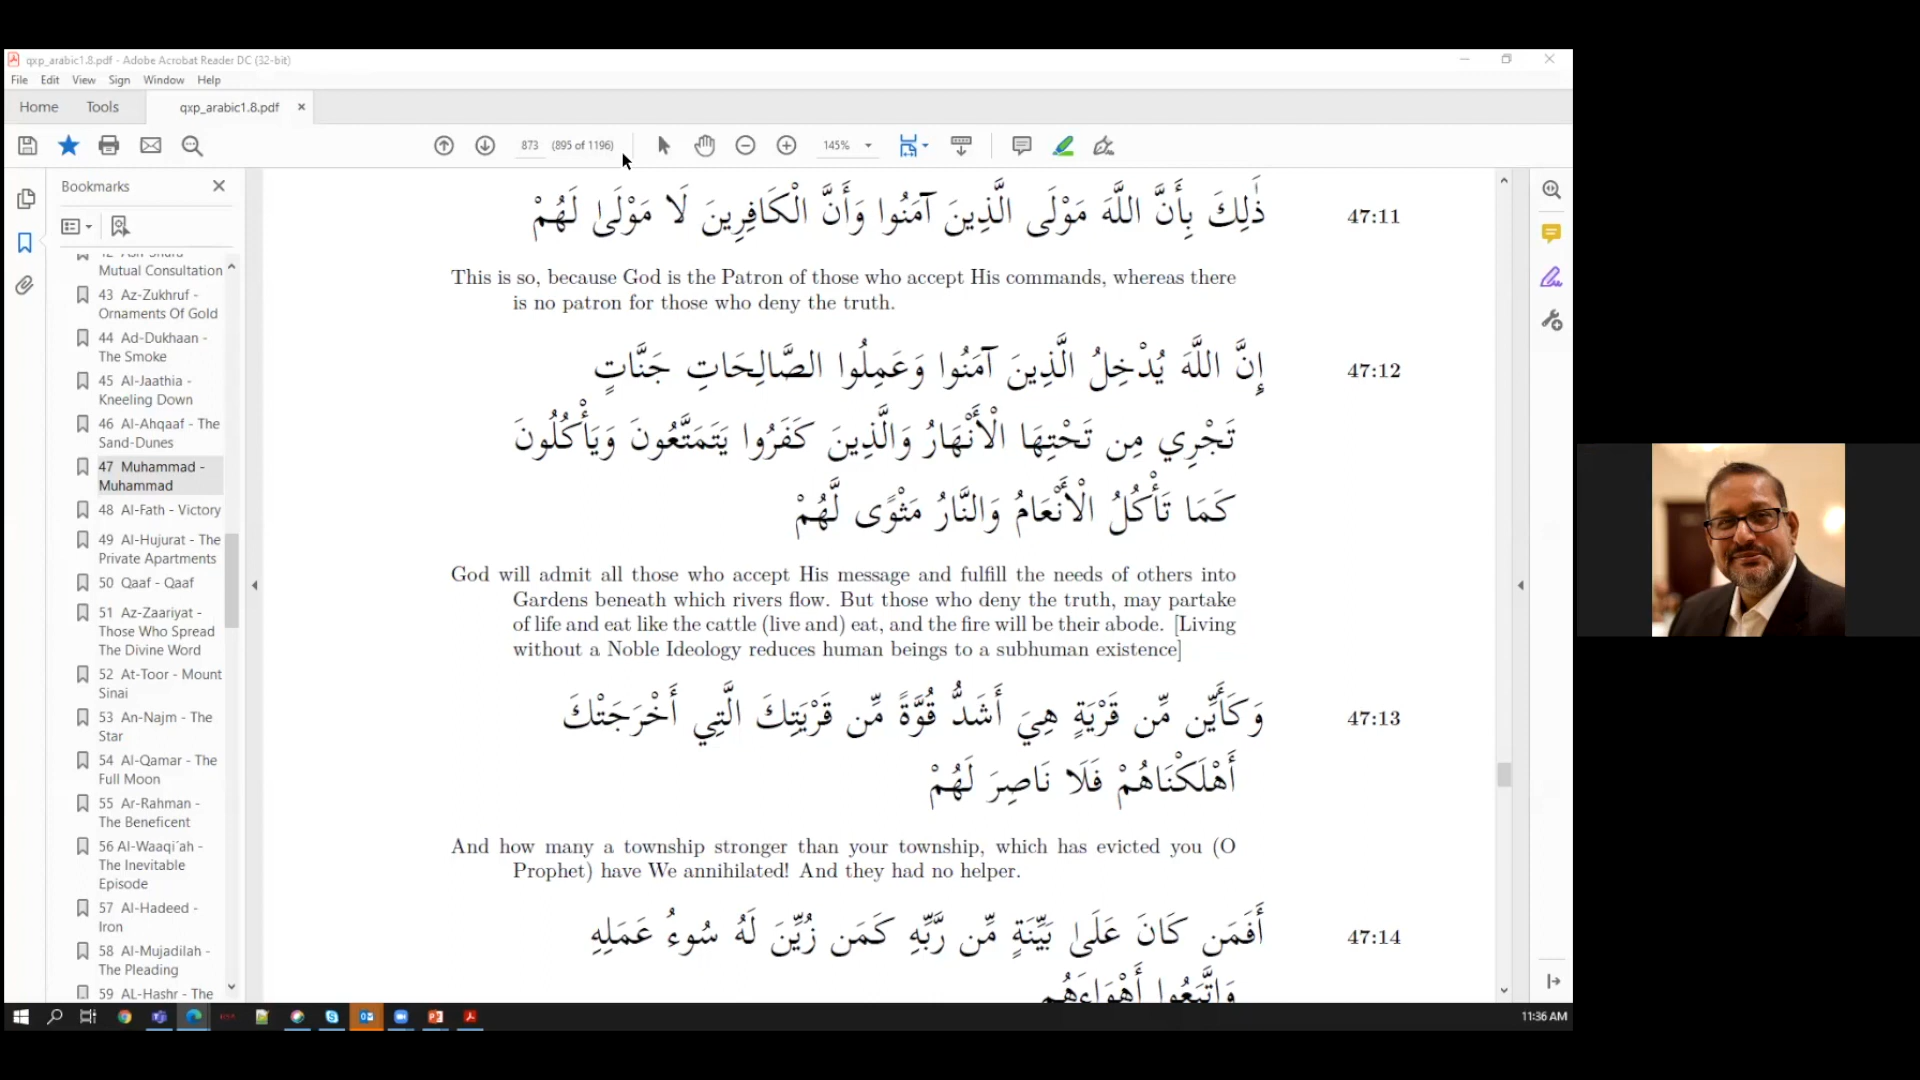 qxp_arabic1.8.pdf - Adobe Acrobat Reader DC (32-bit)
File Edit View Sign Window Help
Home Tools qxp_arabic1.8.pdf
873 (895 of 1196) 145%
Bookmarks
Mutual Consultation
43 Az-Zukhruf -
Ornaments Of Gold
44 Ad-Dukhaan -
The Smoke
45 Al-Jaathia -
Kneeling Down
46 Al-Ahqaaf - The
Sand-Dunes
47 Muhammad -
Muhammad
48 Al-Fath - Victory
49 Al-Hujurat - The
Private Apartments
50 Qaaf - Qaaf
51 Az-Zaariyat -
Those Who Spread
The Divine Word
52 At-Toor - Mount
Sinai
53 An-Najm - The
Star
54 Al-Qamar - The
Full Moon
55 Ar-Rahman -
The Beneficent
56 Al-Waaqi´ah -
The Inevitable
Episode
57 Al-Hadeed -
Iron
58 Al-Mujadilah -
The Pleading
59 AL-Hashr - The
47:11
ذَٰلِكَ بِأَنَّ اللَّهَ مَوْلَى الَّذِينَ آمَنُوا وَأَنَّ الْكَافِرِينَ لَا مَوْلَىٰ لَهُمْ
This is so, because God is the Patron of those who accept His commands, whereas there
is no patron for those who deny the truth.
47:12
إِنَّ اللَّهَ يُدْخِلُ الَّذِينَ آمَنُوا وَعَمِلُوا الصَّالِحَاتِ جَنَّاتٍ
تَجْرِي مِن تَحْتِهَا الْأَنْهَارُ وَالَّذِينَ كَفَرُوا يَتَمَتَّعُونَ وَيَأْكُلُونَ
كَمَا تَأْكُلُ الْأَنْعَامُ وَالنَّارُ مَثْوًى لَّهُمْ
God will admit all those who accept His message and fulfill the needs of others into
Gardens beneath which rivers flow. But those who deny the truth, may partake
of life and eat like the cattle (live and) eat, and the fire will be their abode. [Living
without a Noble Ideology reduces human beings to a subhuman existence]
47:13
وَكَأَيِّن مِّن قَرْيَةٍ هِيَ أَشَدُّ قُوَّةً مِّن قَرْيَتِكَ الَّتِي أَخْرَجَتْكَ
أَهْلَكْنَاهُمْ فَلَا نَاصِرَ لَهُمْ
And how many a township stronger than your township, which has evicted you (O
Prophet) have We annihilated! And they had no helper.
47:14
أَفَمَن كَانَ عَلَىٰ بَيِّنَةٍ مِّن رَّبِّهِ كَمَن زُيِّنَ لَهُ سُوءُ عَمَلِهِ
وَاتَّبَعُوا أَهْوَاءَهُم
11:36 AM